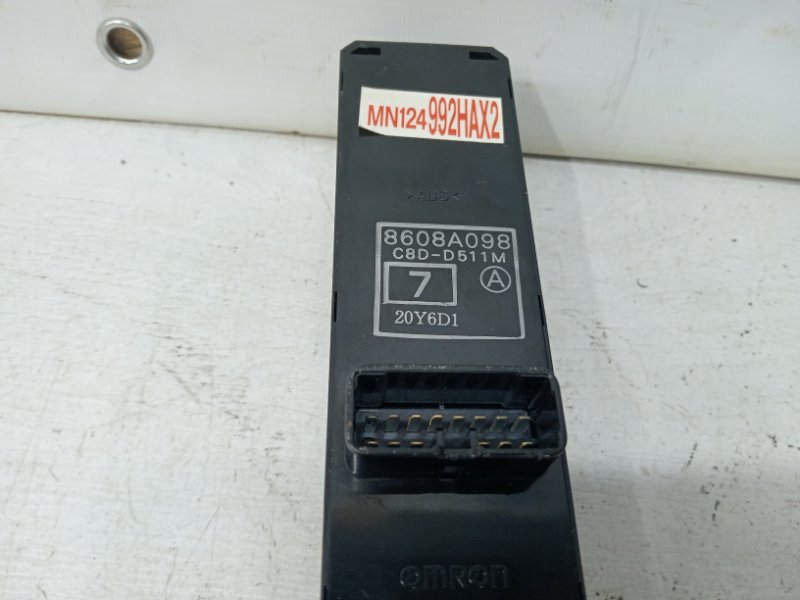 MN124992HAX2
>ABS<
8608A098
C8D-D511M
7 A
20Y6D1
OMRON